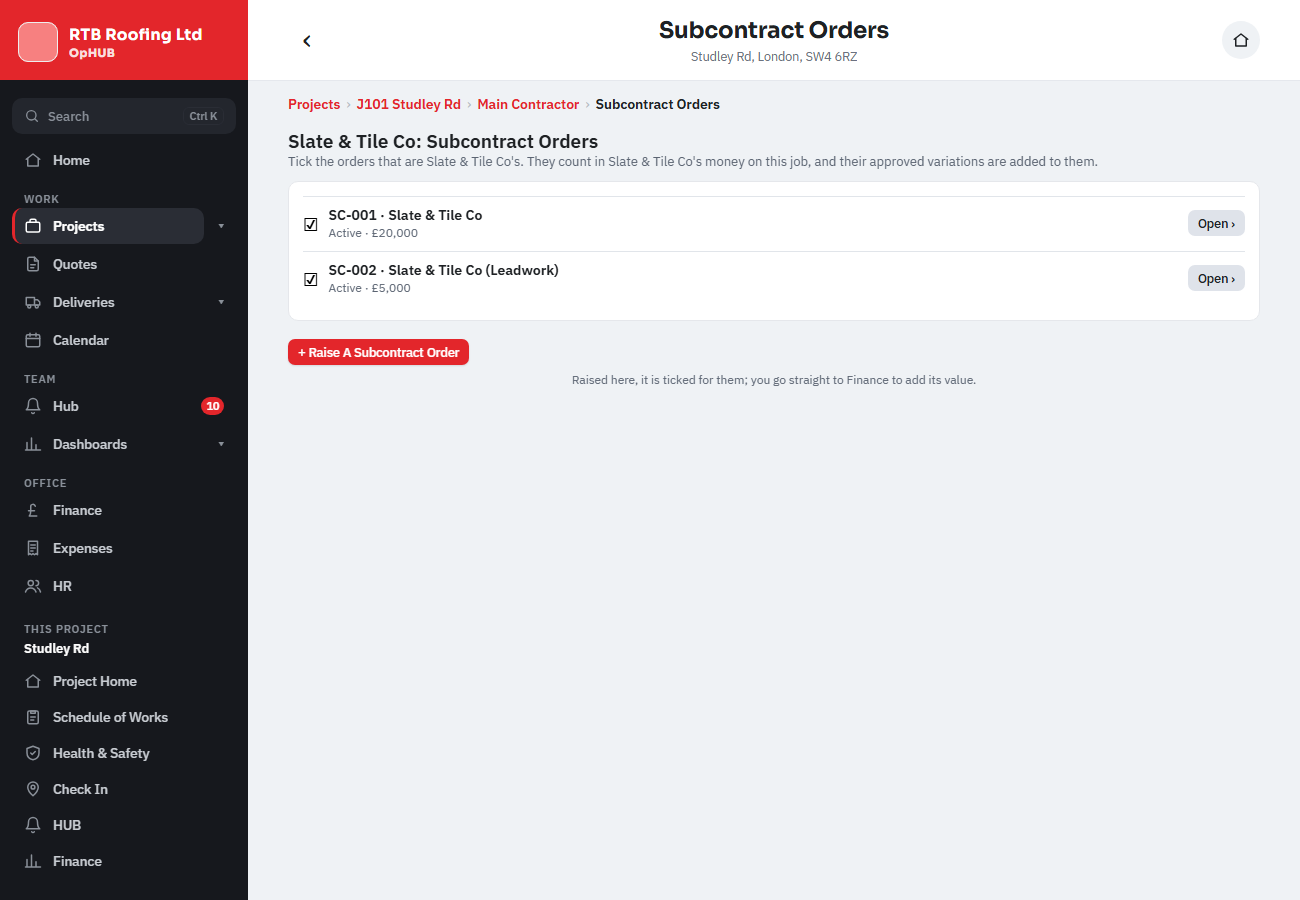 RTB Roofing Ltd
OpHUB
Search Ctrl K
Home
WORK
Projects
Quotes
Deliveries
Calendar
TEAM
Hub 10
Dashboards
OFFICE
Finance
Expenses
HR
THIS PROJECT
Studley Rd
Project Home
Schedule of Works
Health & Safety
Check In
HUB
Finance
Subcontract Orders
Studley Rd, London, SW4 6RZ
Projects › J101 Studley Rd › Main Contractor › Subcontract Orders
Slate & Tile Co: Subcontract Orders
Tick the orders that are Slate & Tile Co's. They count in Slate & Tile Co's money on this job, and their approved variations are added to them.
SC-001 · Slate & Tile Co
Active · £20,000
Open ›
SC-002 · Slate & Tile Co (Leadwork)
Active · £5,000
Open ›
+ Raise A Subcontract Order
Raised here, it is ticked for them; you go straight to Finance to add its value.